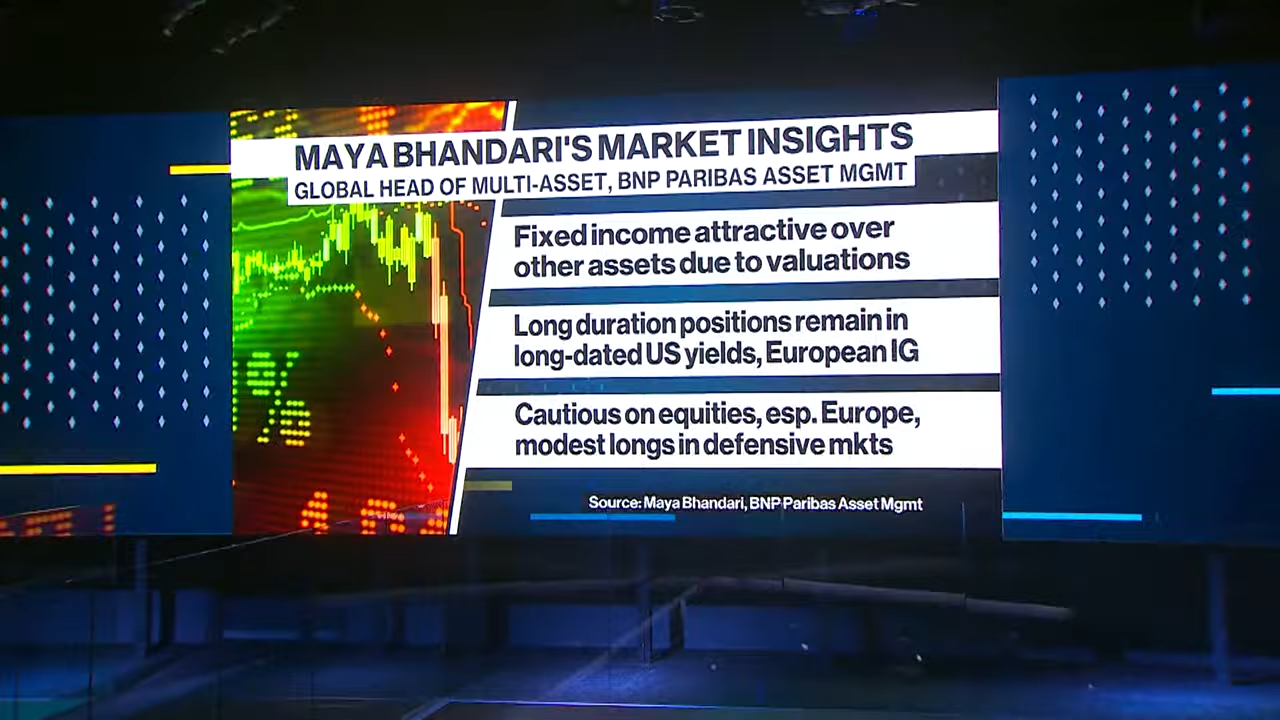 MAYA BHANDARI'S MARKET INSIGHTS
GLOBAL HEAD OF MULTI-ASSET, BNP PARIBAS ASSET MGMT
Fixed income attractive over
other assets due to valuations
Long duration positions remain in
long-dated US yields, European IG
Cautious on equities, esp. Europe,
modest longs in defensive mkts
Source: Maya Bhandari, BNP Paribas Asset Mgmt
%